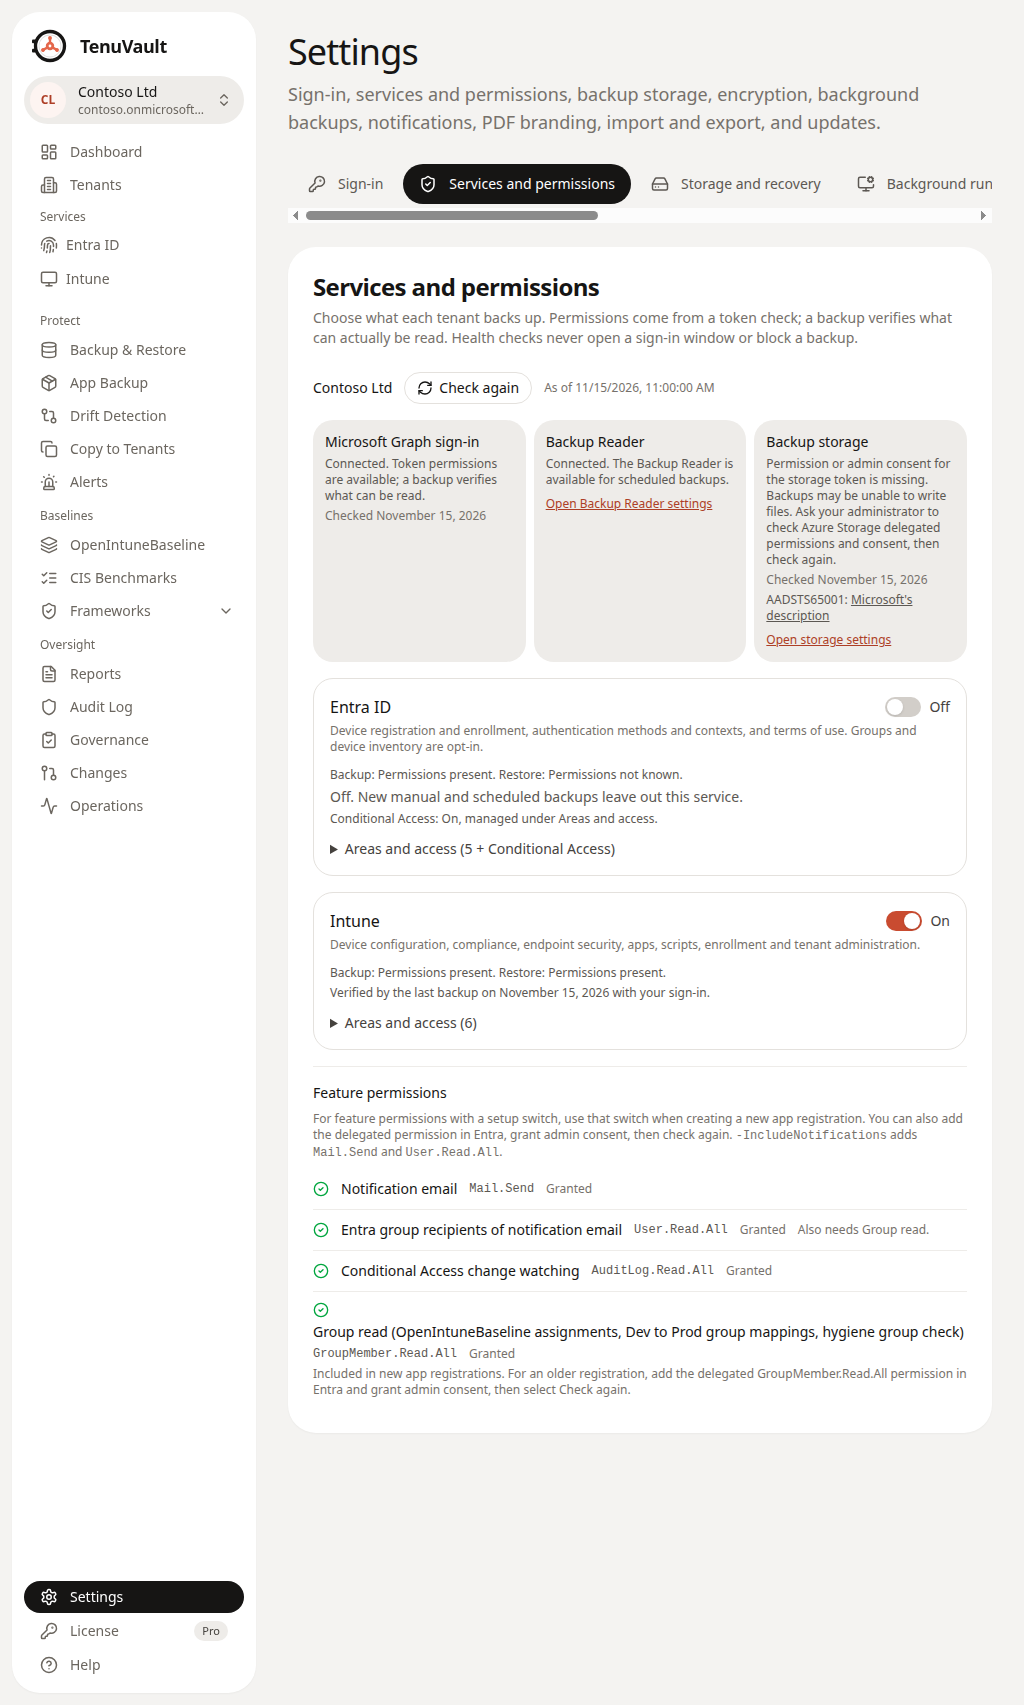 TenuVault
CL
Contoso Ltd
contoso.onmicrosoft...
Dashboard
Tenants
Services
Entra ID
Intune
Protect
Backup & Restore
App Backup
Drift Detection
Copy to Tenants
Alerts
Baselines
OpenIntuneBaseline
CIS Benchmarks
Frameworks
Oversight
Reports
Audit Log
Governance
Changes
Operations
Settings
License
Pro
Help
Settings
Sign-in, services and permissions, backup storage, encryption, background
backups, notifications, PDF branding, import and export, and updates.
Sign-in
Services and permissions
Storage and recovery
Background run
Services and permissions
Choose what each tenant backs up. Permissions come from a token check; a backup verifies what
can actually be read. Health checks never open a sign-in window or block a backup.
Contoso Ltd
Check again
As of 11/15/2026, 11:00:00 AM
Microsoft Graph sign-in
Connected. Token permissions
are available; a backup verifies
what can be read.
Checked November 15, 2026
Backup Reader
Connected. The Backup Reader is
available for scheduled backups.
Open Backup Reader settings
Backup storage
Permission or admin consent for
the storage token is missing.
Backups may be unable to write
files. Ask your administrator to
check Azure Storage delegated
permissions and consent, then
check again.
Checked November 15, 2026
AADSTS65001: Microsoft's
description
Open storage settings
Entra ID
Off
Device registration and enrollment, authentication methods and contexts, and terms of use. Groups and
device inventory are opt-in.
Backup: Permissions present. Restore: Permissions not known.
Off. New manual and scheduled backups leave out this service.
Conditional Access: On, managed under Areas and access.
Areas and access (5 + Conditional Access)
Intune
On
Device configuration, compliance, endpoint security, apps, scripts, enrollment and tenant administration.
Backup: Permissions present. Restore: Permissions present.
Verified by the last backup on November 15, 2026 with your sign-in.
Areas and access (6)
Feature permissions
For feature permissions with a setup switch, use that switch when creating a new app registration. You can also add
the delegated permission in Entra, grant admin consent, then check again. -IncludeNotifications adds
Mail.Send and User.Read.All.
Notification email Mail.Send Granted
Entra group recipients of notification email User.Read.All Granted Also needs Group read.
Conditional Access change watching AuditLog.Read.All Granted
Group read (OpenIntuneBaseline assignments, Dev to Prod group mappings, hygiene group check)
GroupMember.Read.All Granted
Included in new app registrations. For an older registration, add the delegated GroupMember.Read.All permission in
Entra and grant admin consent, then select Check again.